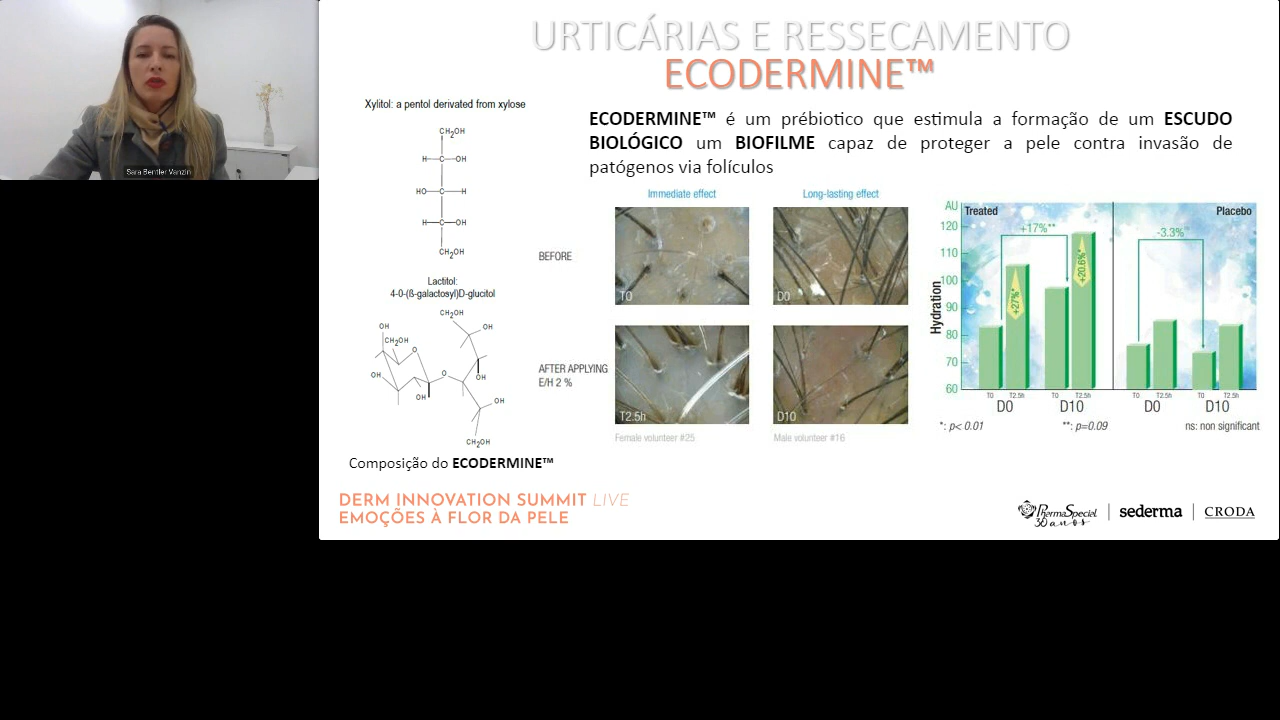 Sara Bentler Vanzin
URTICÁRIAS E RESSECAMENTO
ECODERMINE™
Xylitol: a pentol derived from xylose
CH₂OH
H C OH
HO C H
H C OH
CH₂OH
Lactitol:
4-0-(ß-galactosyl)D-glucitol
CH₂OH
OH
OH
CH₂OH
O
OH
O
OH
OH
OH
CH₂OH
Composição do ECODERMINE™
ECODERMINE™ é um prébiotico que estimula a formação de um ESCUDO
BIOLÓGICO um BIOFILME capaz de proteger a pele contra invasão de
patógenos via folículos
Immediate effect
Long-lasting effect
BEFORE
T0
D0
AFTER APPLYING
E/H 2 %
T2.5h
D10
Female volunteer #25
Male volunteer #16
AU
Treated
Placebo
120
110
100
90
80
70
60
Hydration
+17%**
-3.3%
+27%*
+20.6%*
T0 T2.5h T0 T2.5h T0 T2.5h T0 T2.5h
D0 D10 D0 D10
*: p< 0.01
**: p=0.09
ns: non significant
DERM INNOVATION SUMMIT LIVE
EMOÇÕES À FLOR DA PELE
PharmaSpecial
30 anos
sederma
CRODA